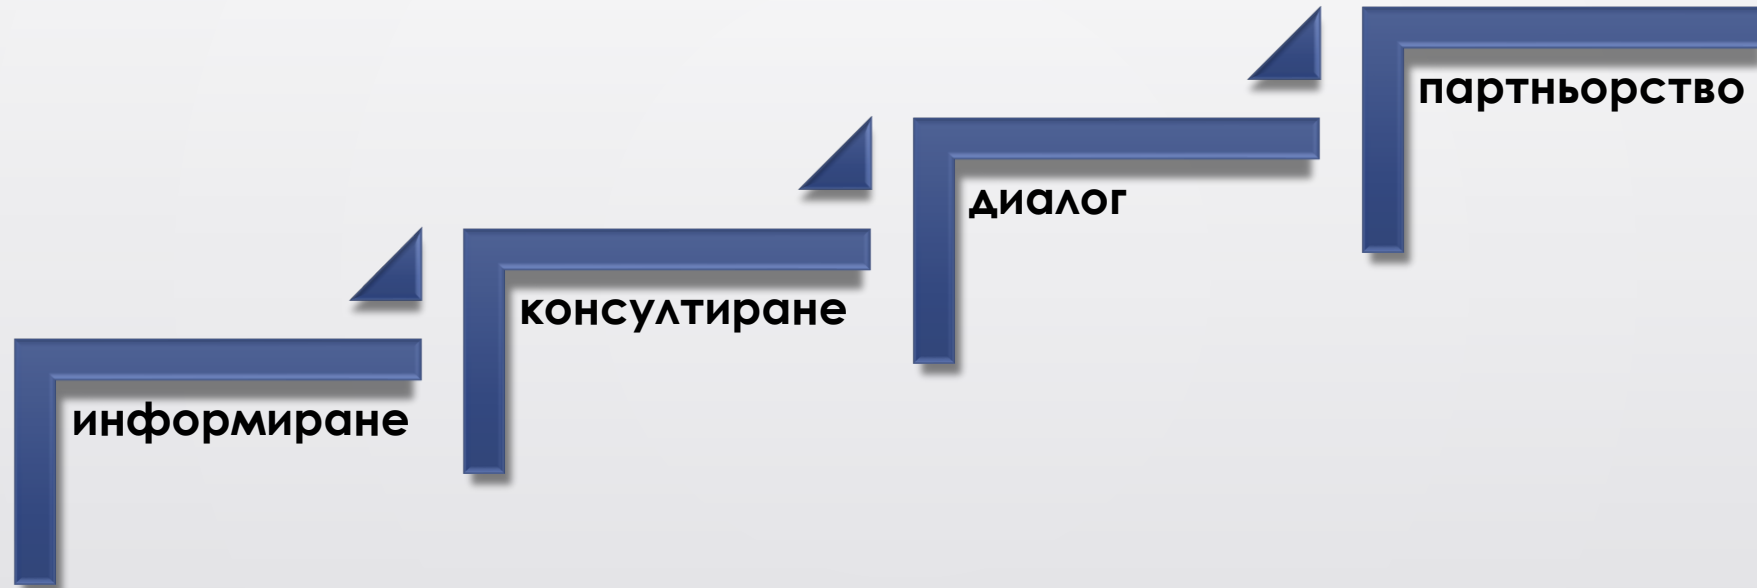 партньорство
диалог
консултиране
информиране